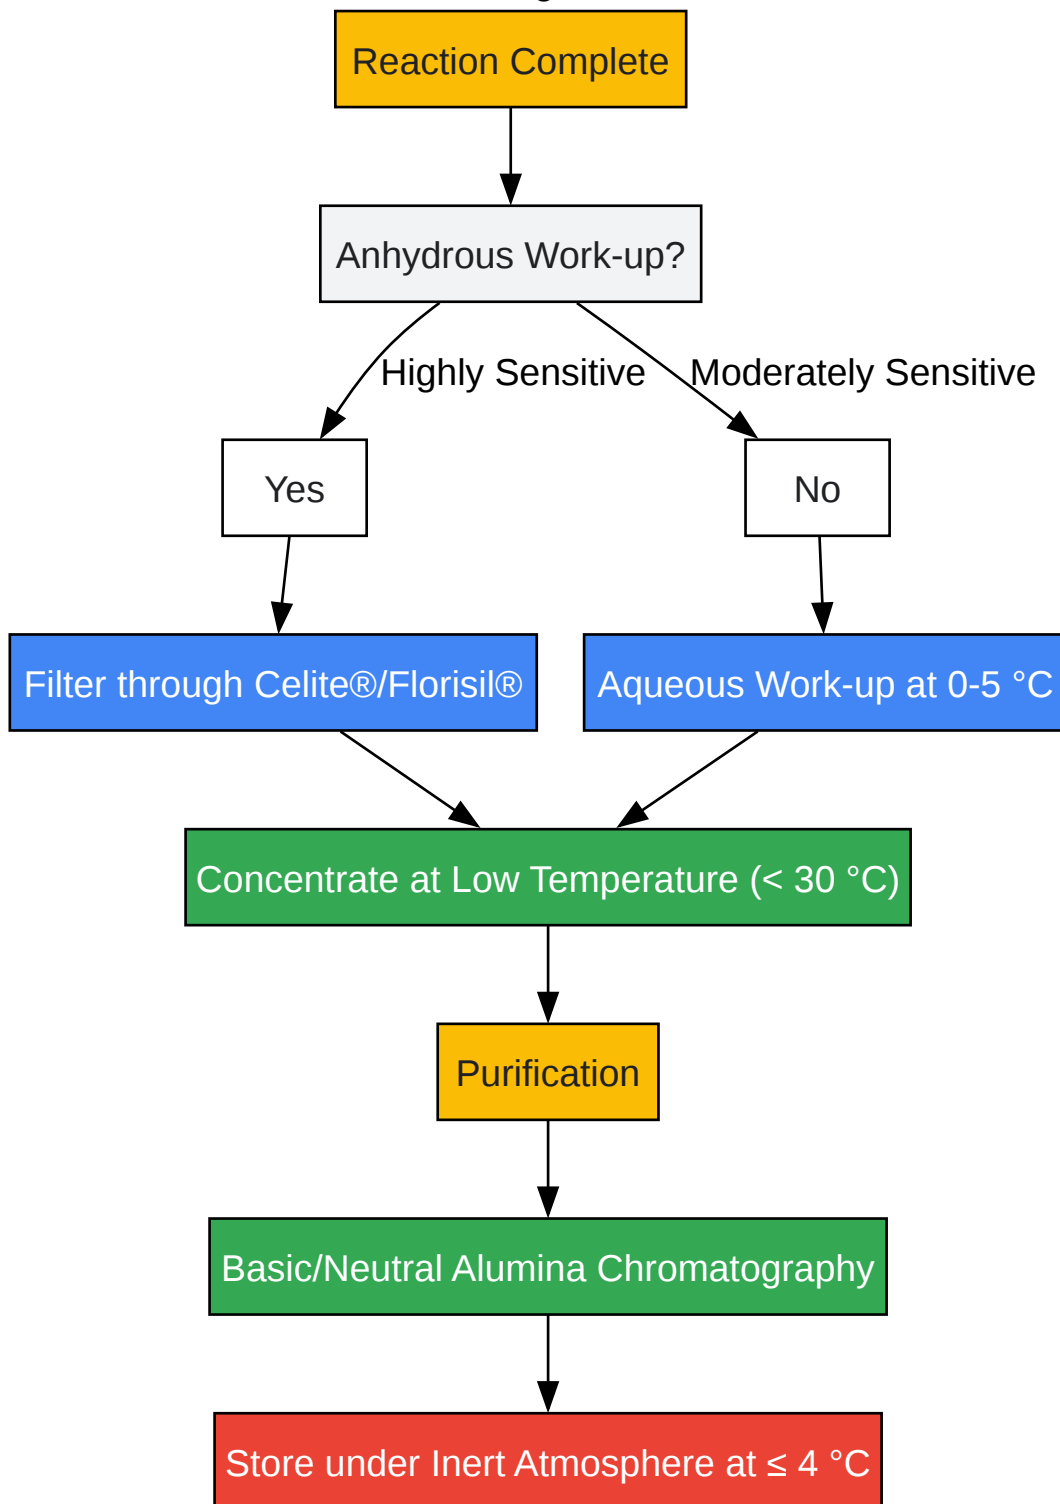 Reaction Complete
Anhydrous Work-up?
Highly Sensitive
Moderately Sensitive
Yes
No
Filter through Celite®/Florisil®
Aqueous Work-up at 0-5 °C
Concentrate at Low Temperature (< 30 °C)
Purification
Basic/Neutral Alumina Chromatography
Store under Inert Atmosphere at ≤ 4 °C